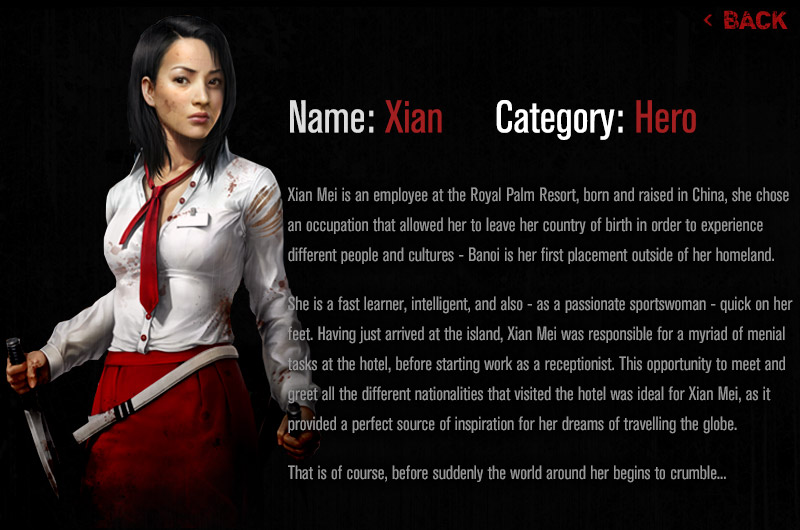 < BACK
Name: Xian Category: Hero
Xian Mei is an employee at the Royal Palm Resort, born and raised in China, she chose
an occupation that allowed her to leave her country of birth in order to experience
different people and cultures - Banoi is her first placement outside of her homeland.
She is a fast learner, intelligent, and also - as a passionate sportswoman - quick on her
feet. Having just arrived at the island, Xian Mei was responsible for a myriad of menial
tasks at the hotel, before starting work as a receptionist. This opportunity to meet and
greet all the different nationalities that visited the hotel was ideal for Xian Mei, as it
provided a perfect source of inspiration for her dreams of travelling the globe.
That is of course, before suddenly the world around her begins to crumble...